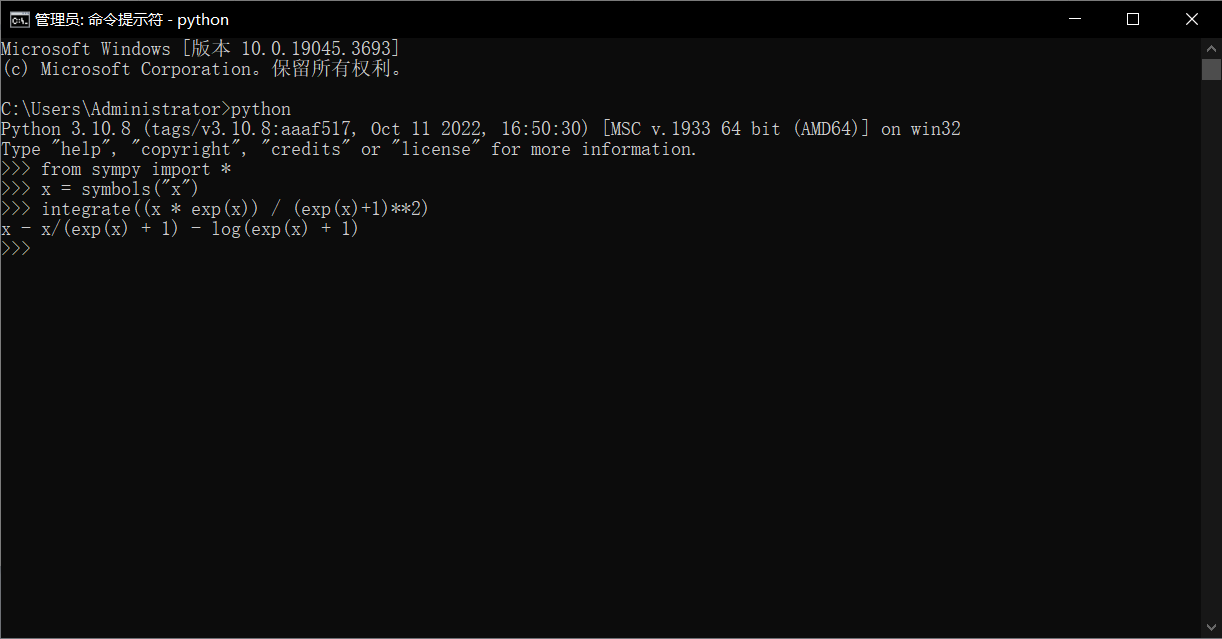 管理员: 命令提示符 - python
Microsoft Windows [版本 10.0.19045.3693]
(c) Microsoft Corporation。保留所有权利。
C:\Users\Administrator>python
Python 3.10.8 (tags/v3.10.8:aaaf517, Oct 11 2022, 16:50:30) [MSC v.1933 64 bit (AMD64)] on win32
Type "help", "copyright", "credits" or "license" for more information.
>>> from sympy import *
>>> x = symbols("x")
>>> integrate((x * exp(x)) / (exp(x)+1)**2)
x - x/(exp(x) + 1) - log(exp(x) + 1)
>>>